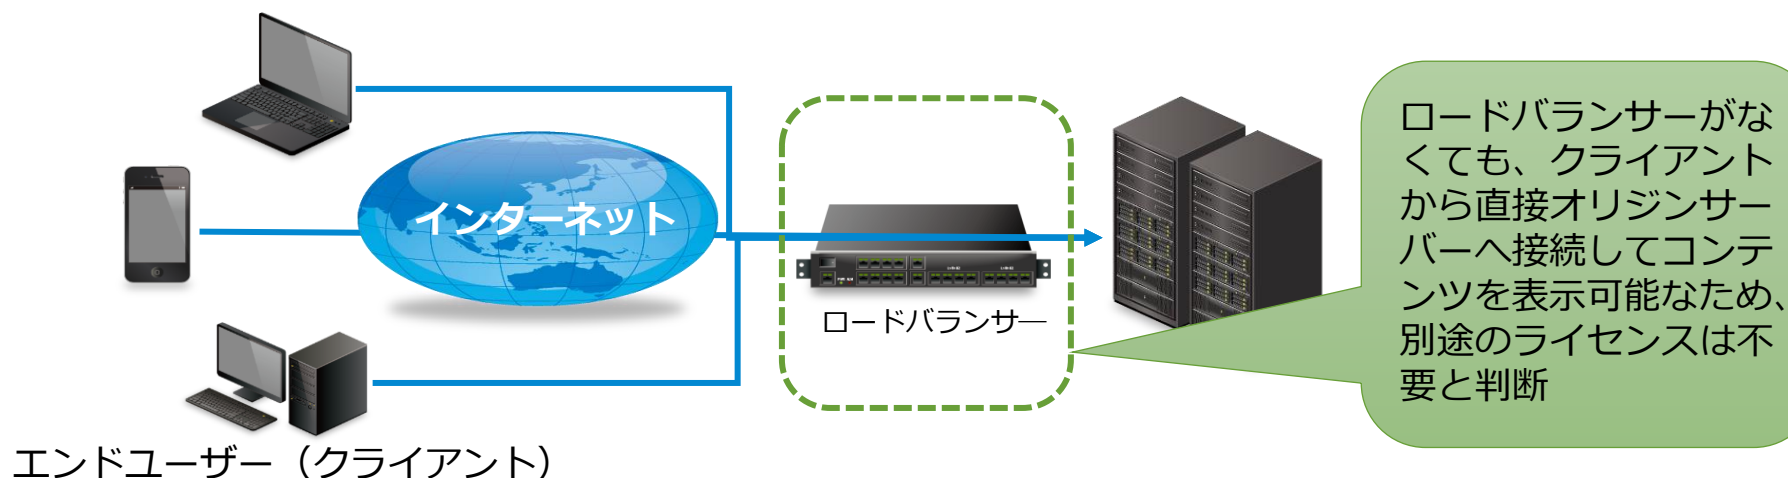 インターネット
ロードバランサー
ロードバランサーがな
くても、クライアント
から直接オリジンサー
バーへ接続してコンテ
ンツを表示可能なため、
別途のライセンスは不
要と判断
エンドユーザー（クライアント）